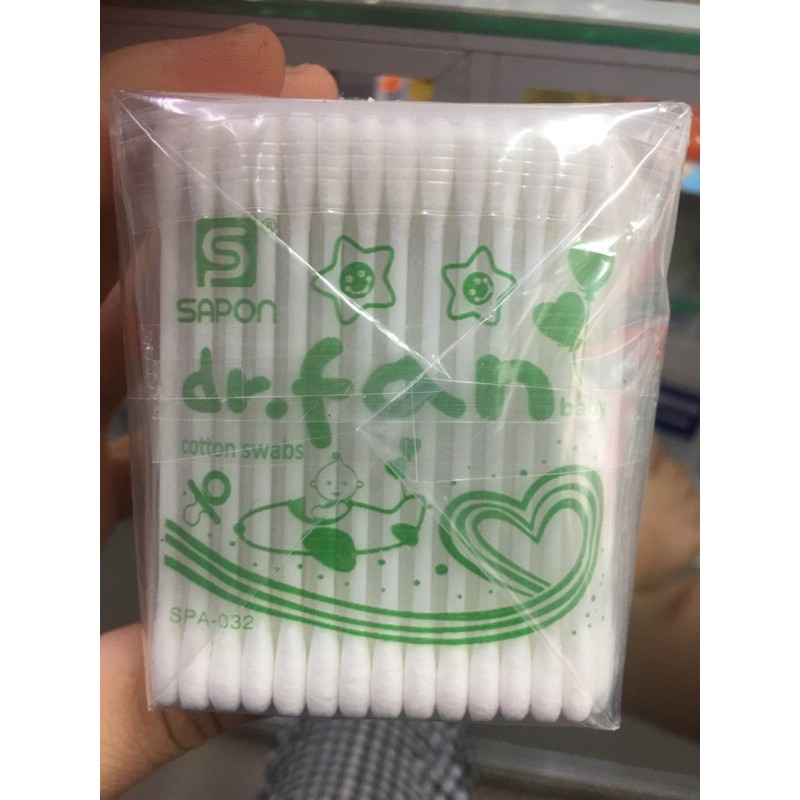 S®
SAPON
dr.fan
baby
cotton swabs
SPA-032